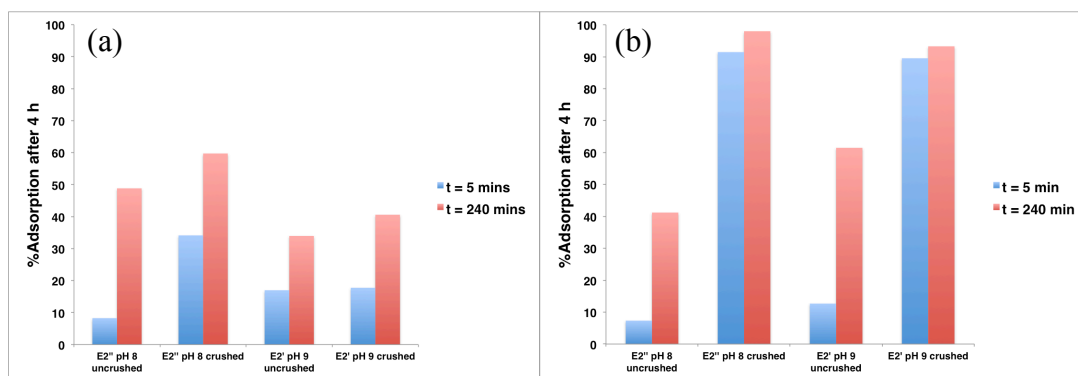 (a)
%Adsorption after 4 h
100
90
80
70
60
50
40
30
20
10
0
E2'' pH 8
uncrushed
E2'' pH 8 crushed
E2' pH 9
uncrushed
E2' pH 9 crushed
t = 5 mins
t = 240 mins
(b)
%Adsorption after 4 h
100
90
80
70
60
50
40
30
20
10
0
E2'' pH 8
uncrushed
E2'' pH 8 crushed
E2' pH 9
uncrushed
E2' pH 9 crushed
t = 5 min
t = 240 min